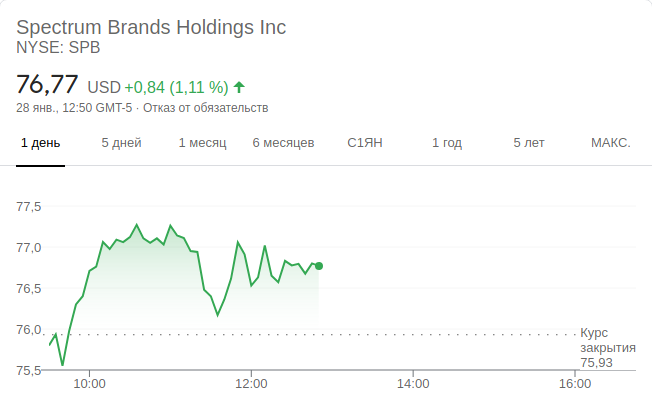 Spectrum Brands Holdings Inc
NYSE: SPB
76,77 USD +0,84 (1,11 %)
28 янв., 12:50 GMT-5 · Отказ от обязательств
1 день 5 дней 1 месяц 6 месяцев С1ЯН 1 год 5 лет МАКС.
77,5
77,0
76,5
76,0
75,5
Курс
закрытия
75,93
10:00 12:00 14:00 16:00